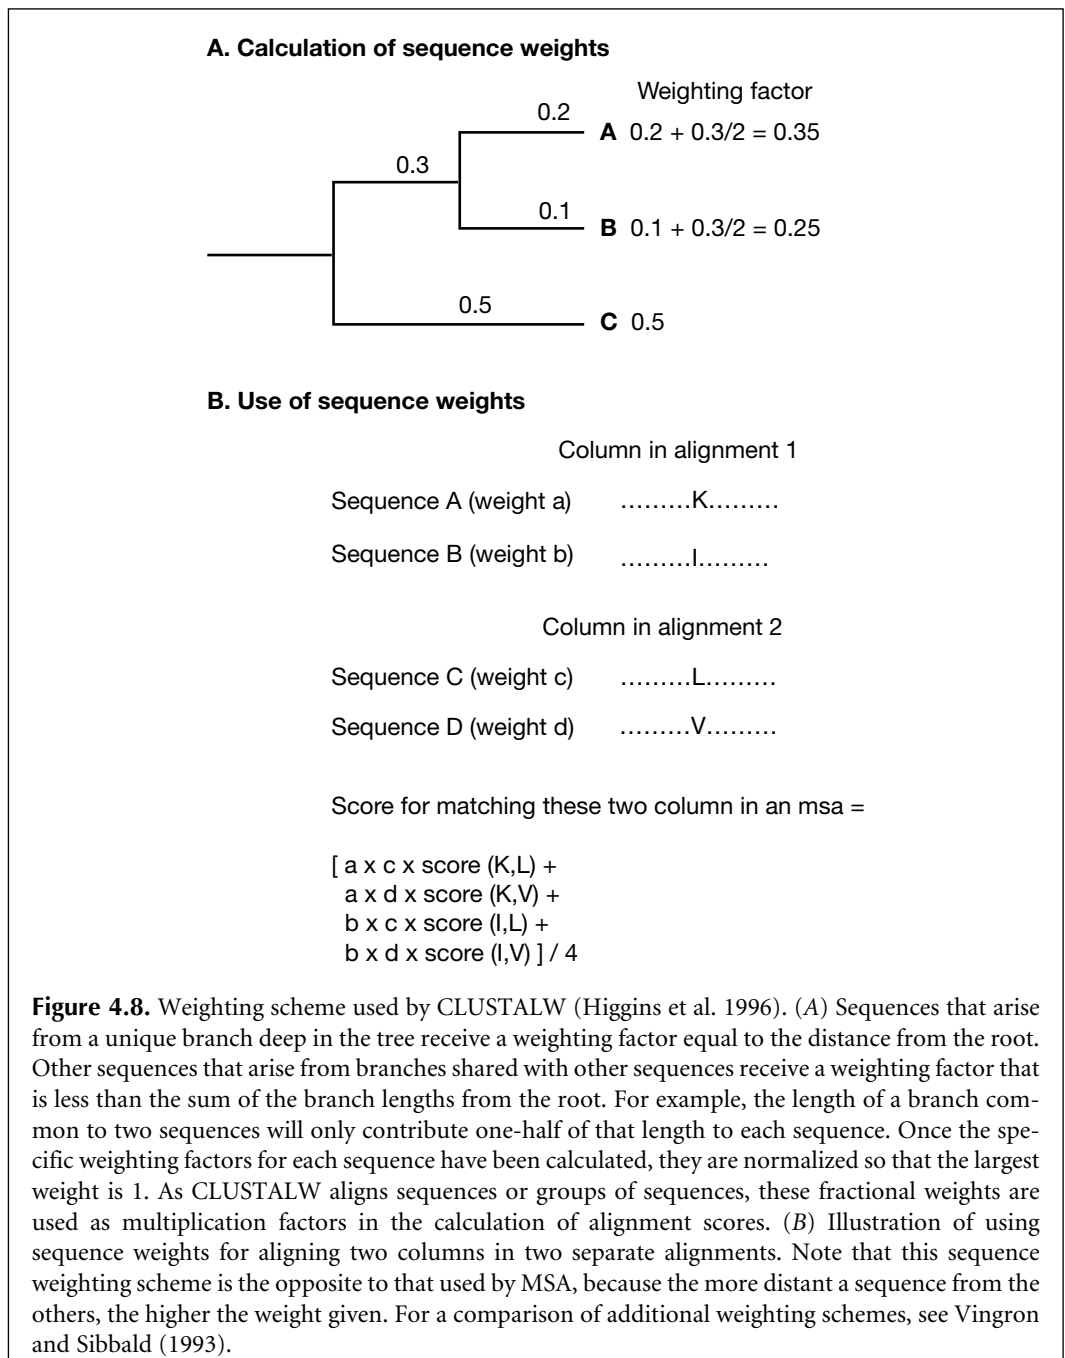 A. Calculation of sequence weights
Weighting factor
0.2
A 0.2 + 0.3/2 = 0.35
0.3
0.1
B 0.1 + 0.3/2 = 0.25
0.5
C 0.5
B. Use of sequence weights
Column in alignment 1
Sequence A (weight a) .........K.........
Sequence B (weight b) .........I.........
Column in alignment 2
Sequence C (weight c) .........L.........
Sequence D (weight d) .........V.........
Score for matching these two column in an msa =
[ a x c x score (K,L) +
a x d x score (K,V) +
b x c x score (I,L) +
b x d x score (I,V) ] / 4
Figure 4.8. Weighting scheme used by CLUSTALW (Higgins et al. 1996). (A) Sequences that arise
from a unique branch deep in the tree receive a weighting factor equal to the distance from the root.
Other sequences that arise from branches shared with other sequences receive a weighting factor that
is less than the sum of the branch lengths from the root. For example, the length of a branch com-
mon to two sequences will only contribute one-half of that length to each sequence. Once the spe-
cific weighting factors for each sequence have been calculated, they are normalized so that the largest
weight is 1. As CLUSTALW aligns sequences or groups of sequences, these fractional weights are
used as multiplication factors in the calculation of alignment scores. (B) Illustration of using
sequence weights for aligning two columns in two separate alignments. Note that this sequence
weighting scheme is the opposite to that used by MSA, because the more distant a sequence from the
others, the higher the weight given. For a comparison of additional weighting schemes, see Vingron
and Sibbald (1993).